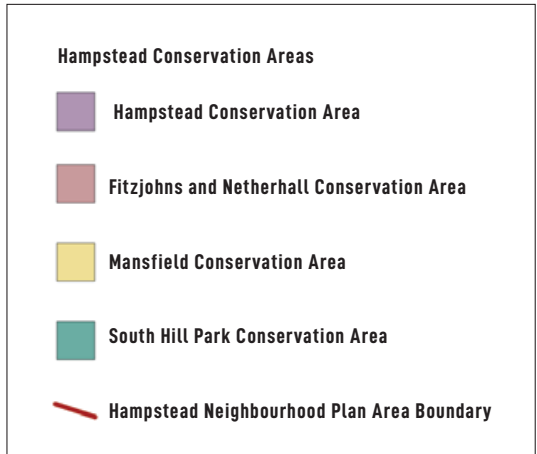 Hampstead Conservation Areas
Hampstead Conservation Area
Fitzjohns and Netherhall Conservation Area
Mansfield Conservation Area
South Hill Park Conservation Area
Hampstead Neighbourhood Plan Area Boundary